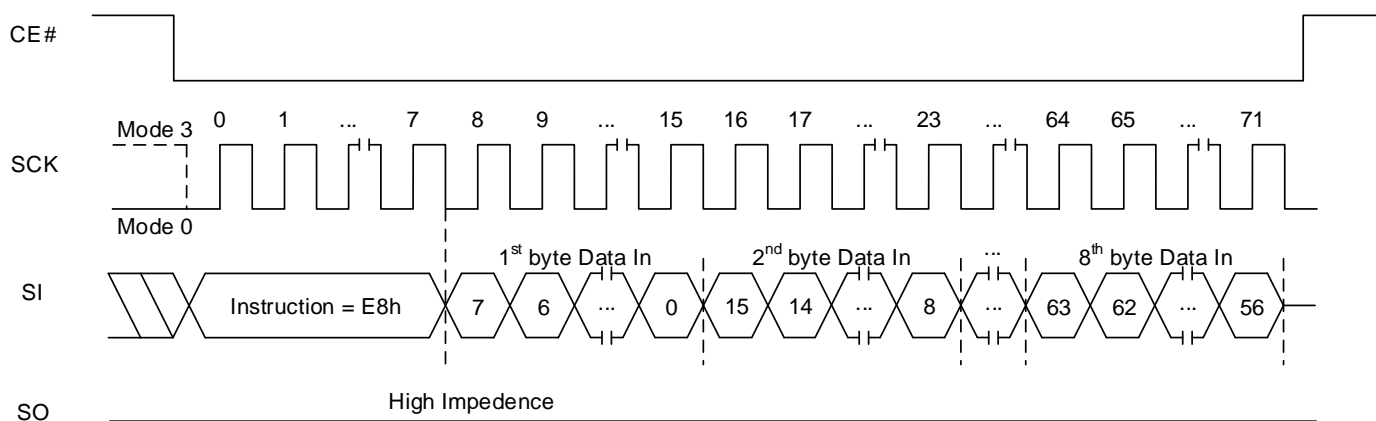 CE#
0 1 ... 7 8 9 ... 15 16 17 ... 23 ... 64 65 ... 71
Mode 3
SCK
Mode 0
1st byte Data In 2nd byte Data In ... 8th byte Data In
SI
Instruction = E8h 7 6 ... 0 15 14 ... 8 ... 63 62 ... 56
High Impedence
SO